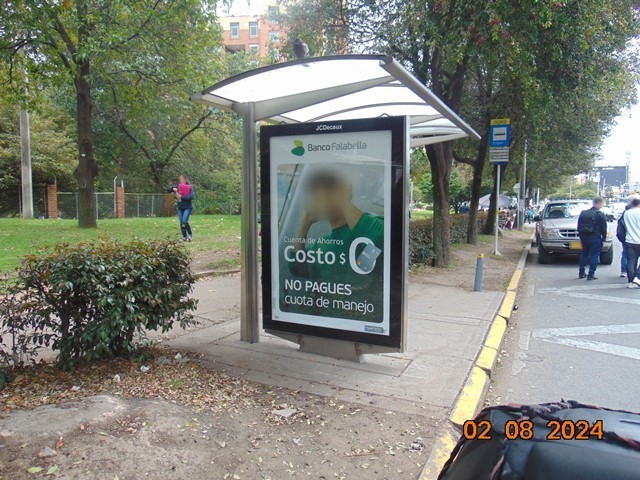 JCDecaux
Banco Falabella
Cuenta de Ahorros
Costo $0
NO PAGUES
cuota de manejo
02 08 2024